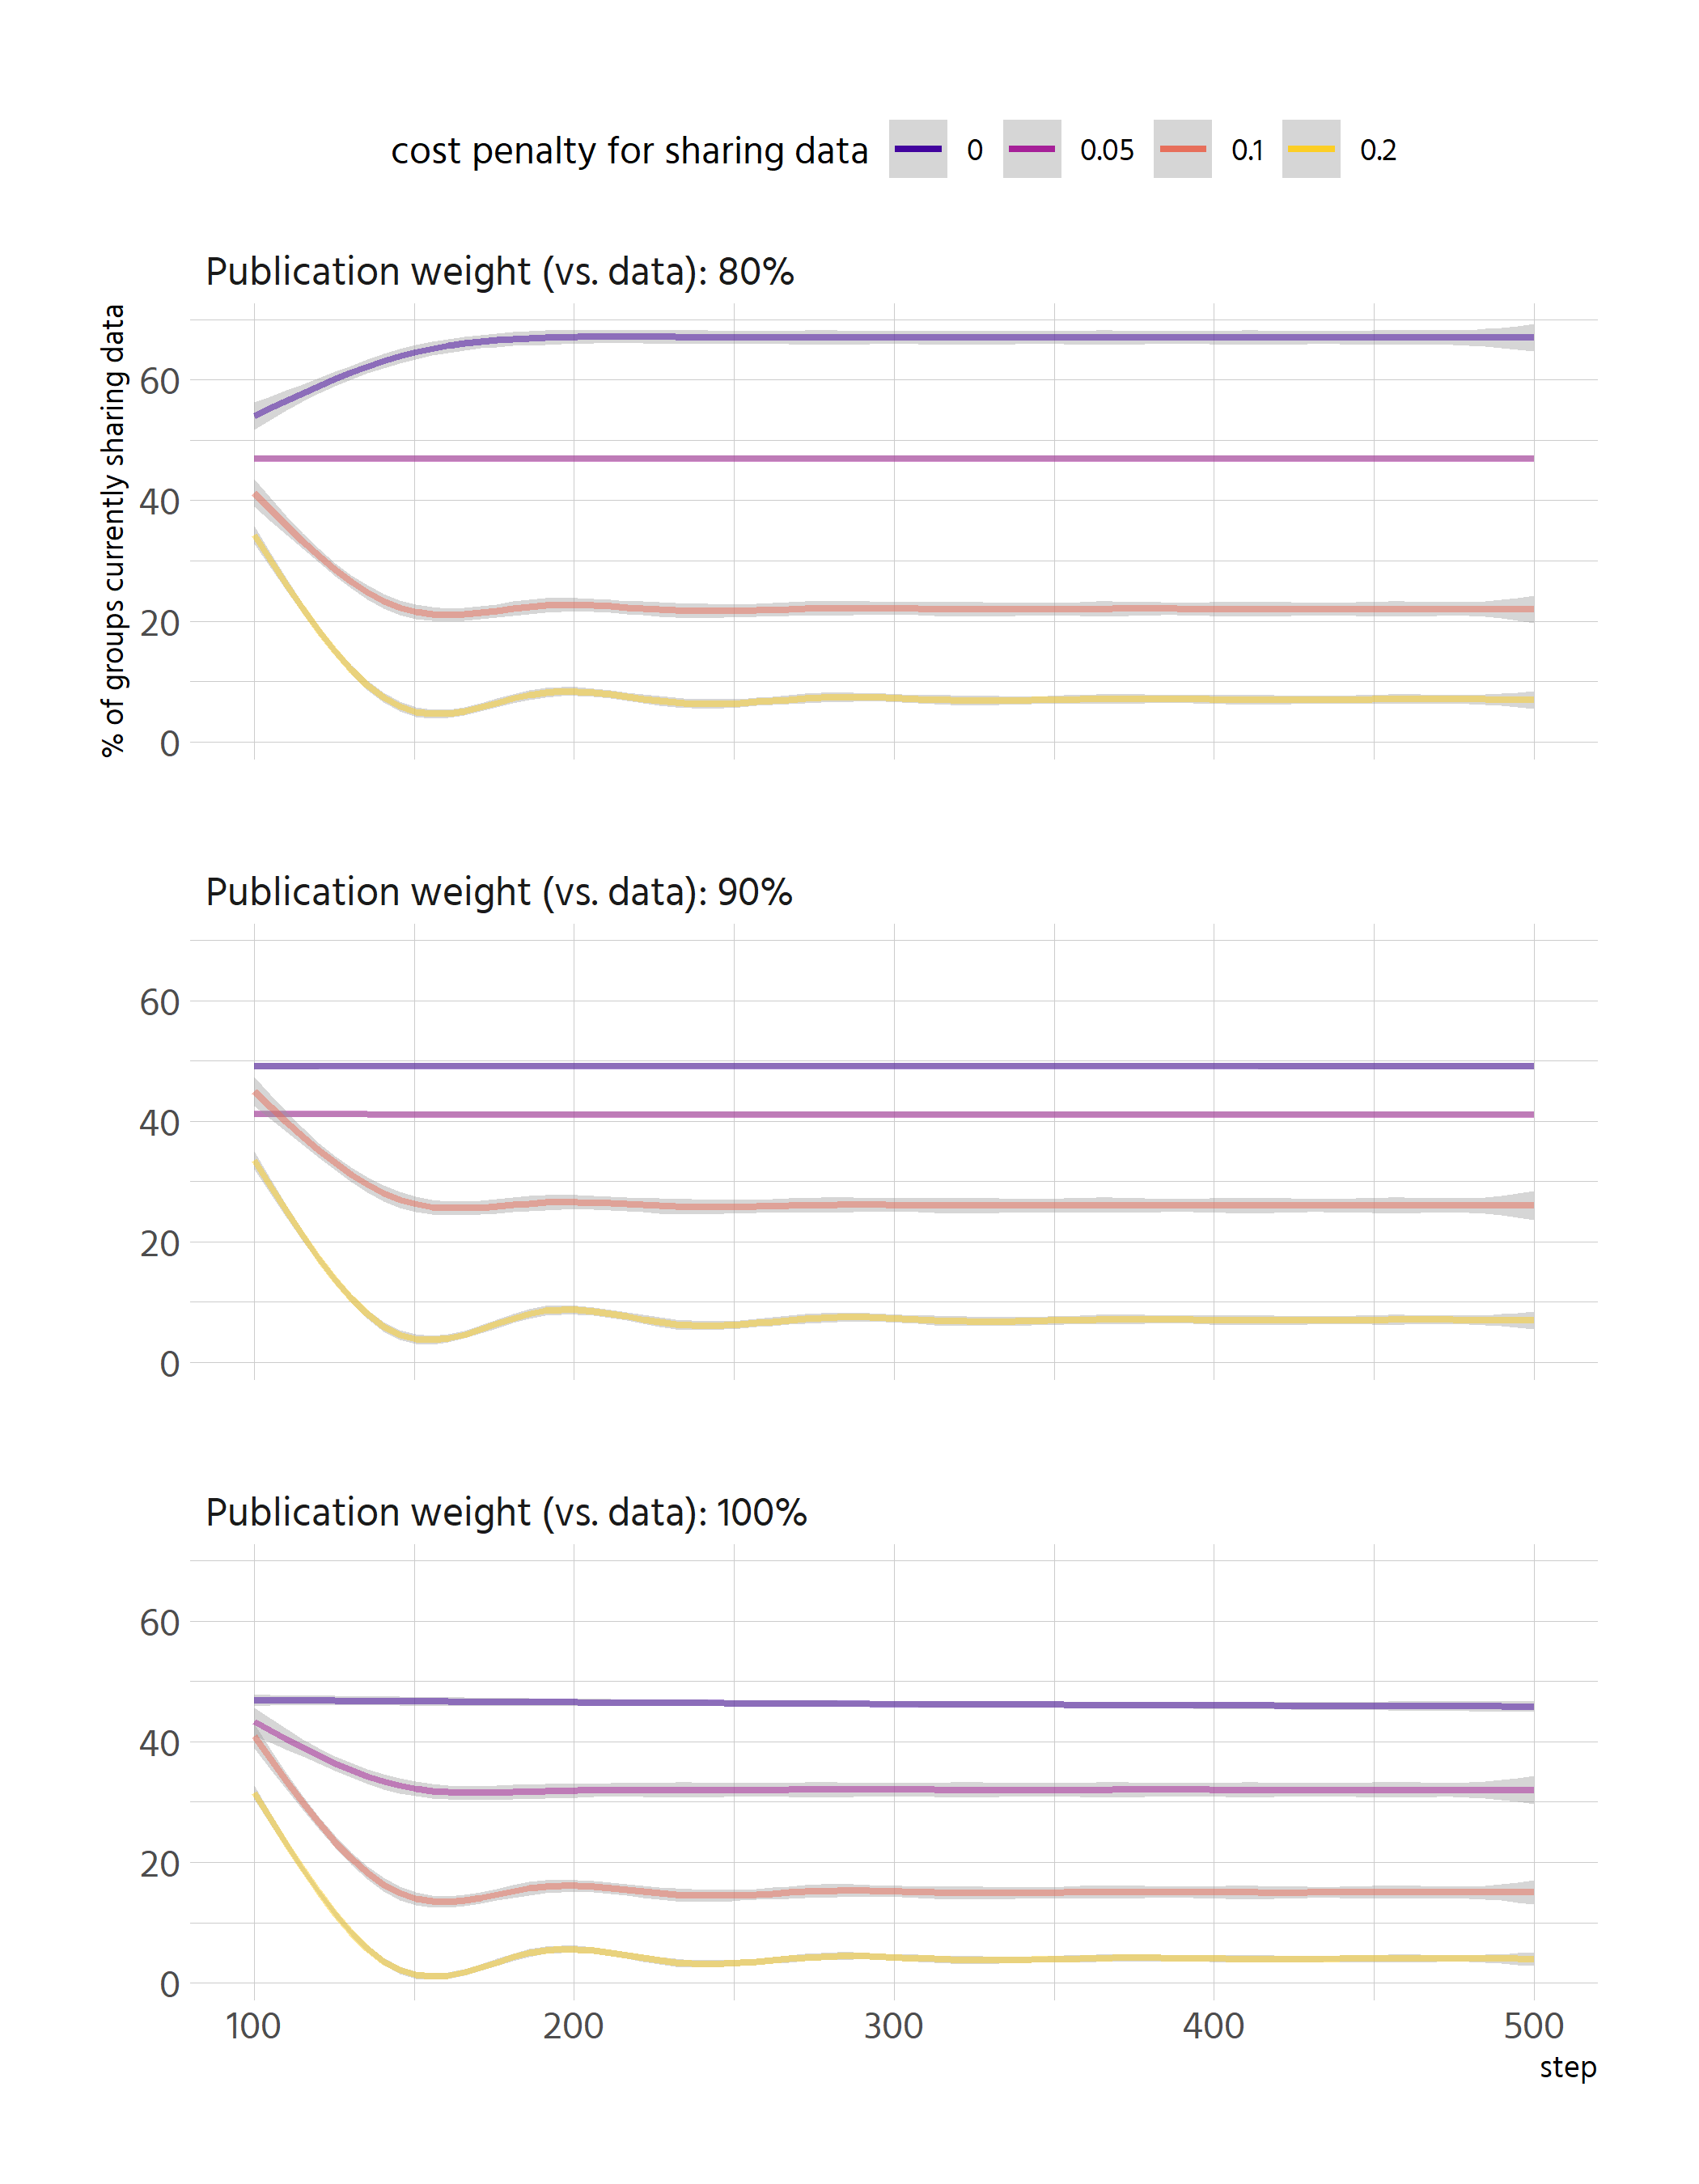 cost penalty for sharing data 0 0.05 0.1 0.2
Publication weight (vs. data): 80%
% of groups currently sharing data
60
40
20
0
Publication weight (vs. data): 90%
60
40
20
0
Publication weight (vs. data): 100%
60
40
20
0
100 200 300 400 500
step